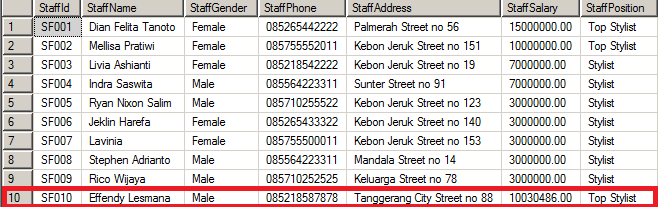 StaffId StaffName StaffGender StaffPhone StaffAddress StaffSalary StaffPosition
1 SF001 Dian Felita Tanoto Female 085265442222 Palmerah Street no 56 15000000.00 Top Stylist
2 SF002 Mellisa Pratiwi Female 085755552011 Kebon Jeruk Street no 151 10000000.00 Top Stylist
3 SF003 Livia Ashianti Female 085218542222 Kebon Jeruk Street no 19 7000000.00 Stylist
4 SF004 Indra Saswita Male 085564223311 Sunter Street no 91 7000000.00 Stylist
5 SF005 Ryan Nixon Salim Male 085710255522 Kebon Jeruk Street no 123 3000000.00 Stylist
6 SF006 Jeklin Harefa Female 085265433322 Kebon Jeruk Street no 140 3000000.00 Stylist
7 SF007 Lavinia Female 085755500011 Kebon Jeruk Street no 153 3000000.00 Stylist
8 SF008 Stephen Adrianto Male 085564223311 Mandala Street no 14 3000000.00 Stylist
9 SF009 Rico Wijaya Male 085710252525 Keluarga Street no 78 3000000.00 Stylist
10 SF010 Effendy Lesmana Male 085218587878 Tanggerang City Street no 88 10030486.00 Top Stylist